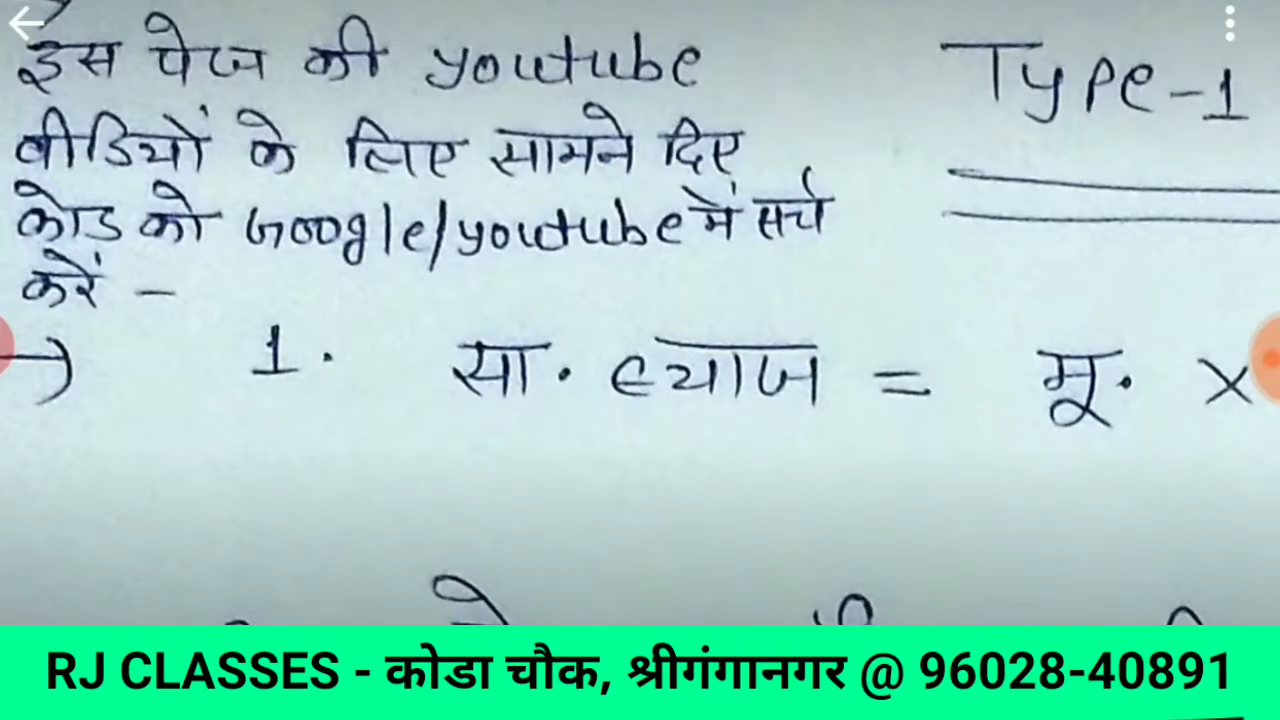 इस पेज की youtube
वीडियों के लिए सामने दिए
कोड को Google/youtube में सर्च
करें -
Type-1
1. सा. ब्याज = मू. ×
RJ CLASSES - कोडा चौक, श्रीगंगानगर @ 96028-40891